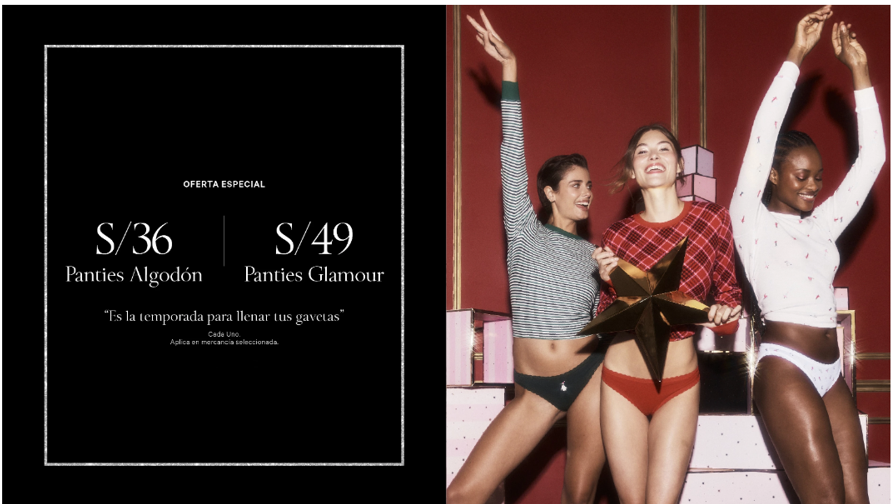 OFERTA ESPECIAL
S/36
Panties Algodón
S/49
Panties Glamour
“Es la temporada para llenar tus gavetas”
Cada Uno.
Aplica en mercancía seleccionada.